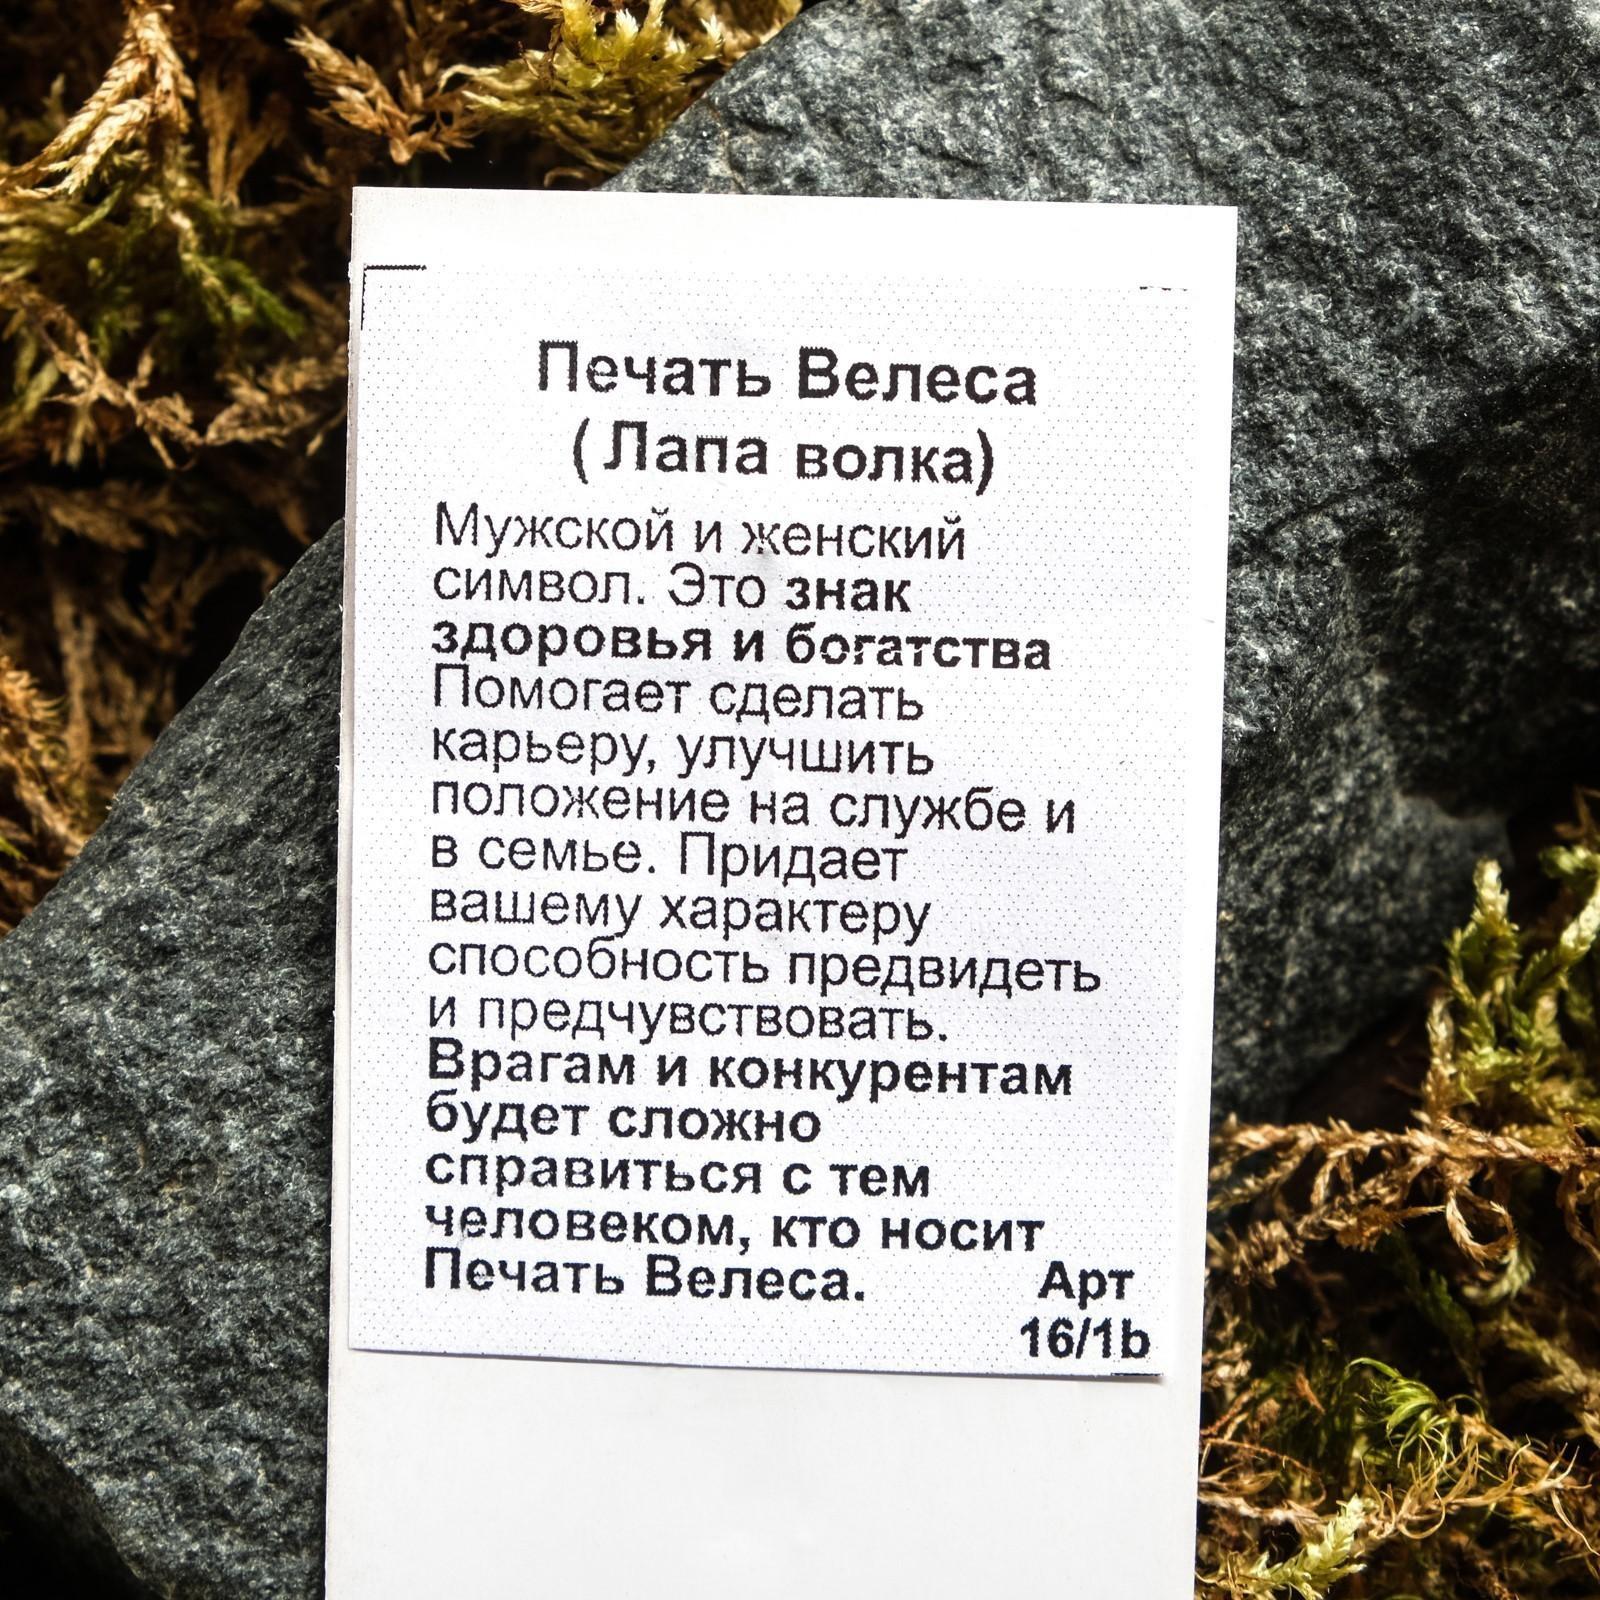 Печать Велеса
( Лапа волка)
Мужской и женский
символ. Это знак
здоровья и богатства
Помогает сделать
карьеру, улучшить
положение на службе и
в семье. Придает
вашему характеру
способность предвидеть
и предчувствовать.
Врагам и конкурентам
будет сложно
справиться с тем
человеком, кто носит
Печать Велеса.
Арт
16/1b